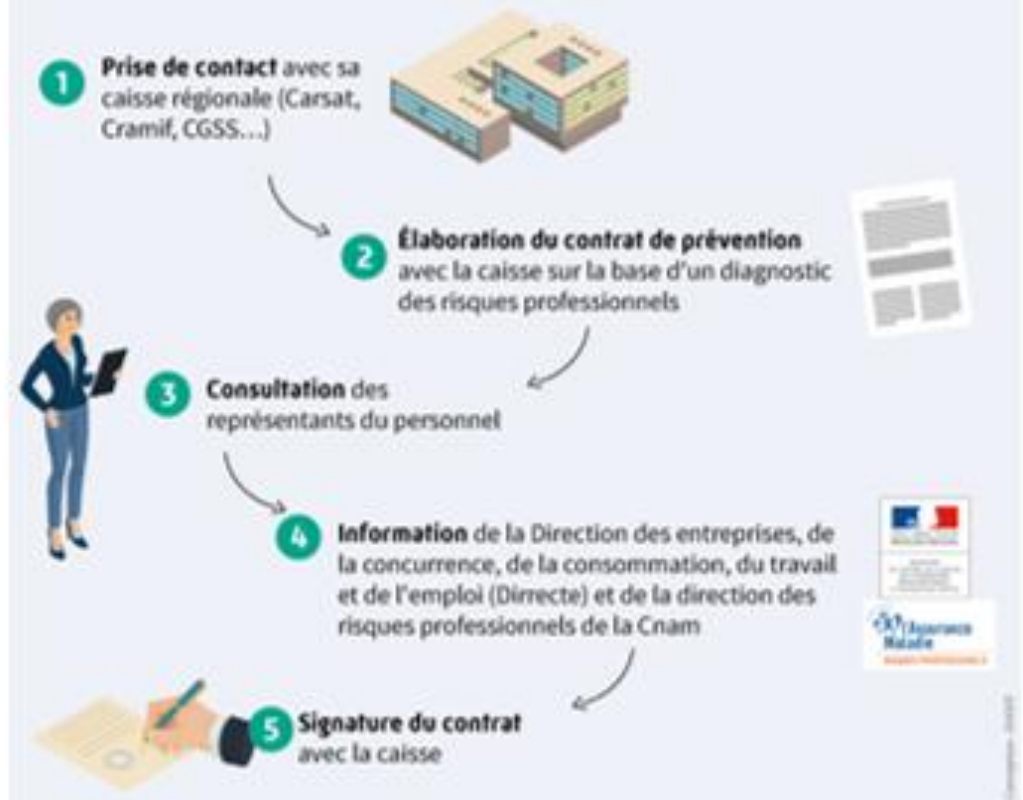 1
Prise de contact avec sa
caisse régionale (Carsat,
Cramif, CGSS...)
2
Élaboration du contrat de prévention
avec la caisse sur la base d'un diagnostic
des risques professionnels
3
Consultation des
représentants du personnel
4
Information de la Direction des entreprises, de
la concurrence, de la consommation, du travail
et de l'emploi (Dirrecte) et de la direction des
risques professionnels de la Cnam
l'Assurance
Maladie
5
Signature du contrat
avec la caisse